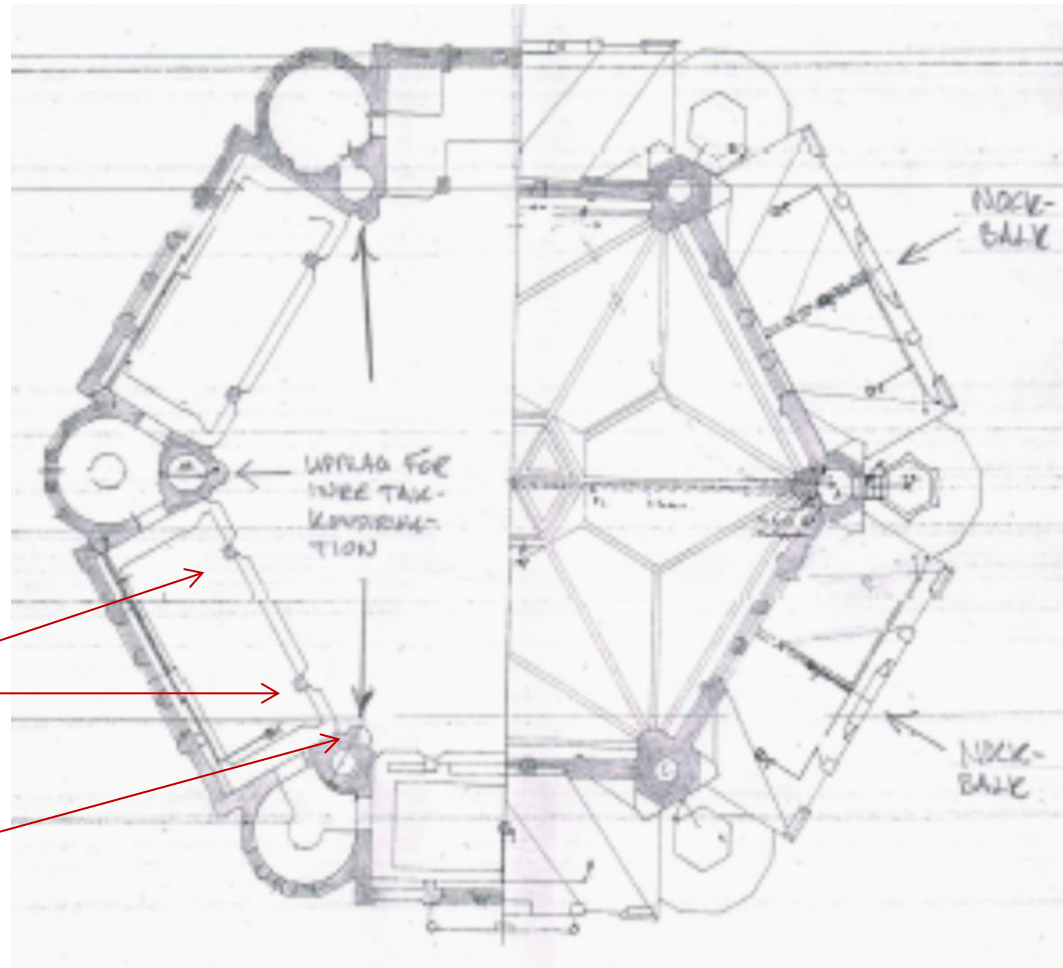 NOCK-
BALK
UPPLAG FÖR
INRE TAK-
KONSTRUK-
TION
NOCK-
BALK